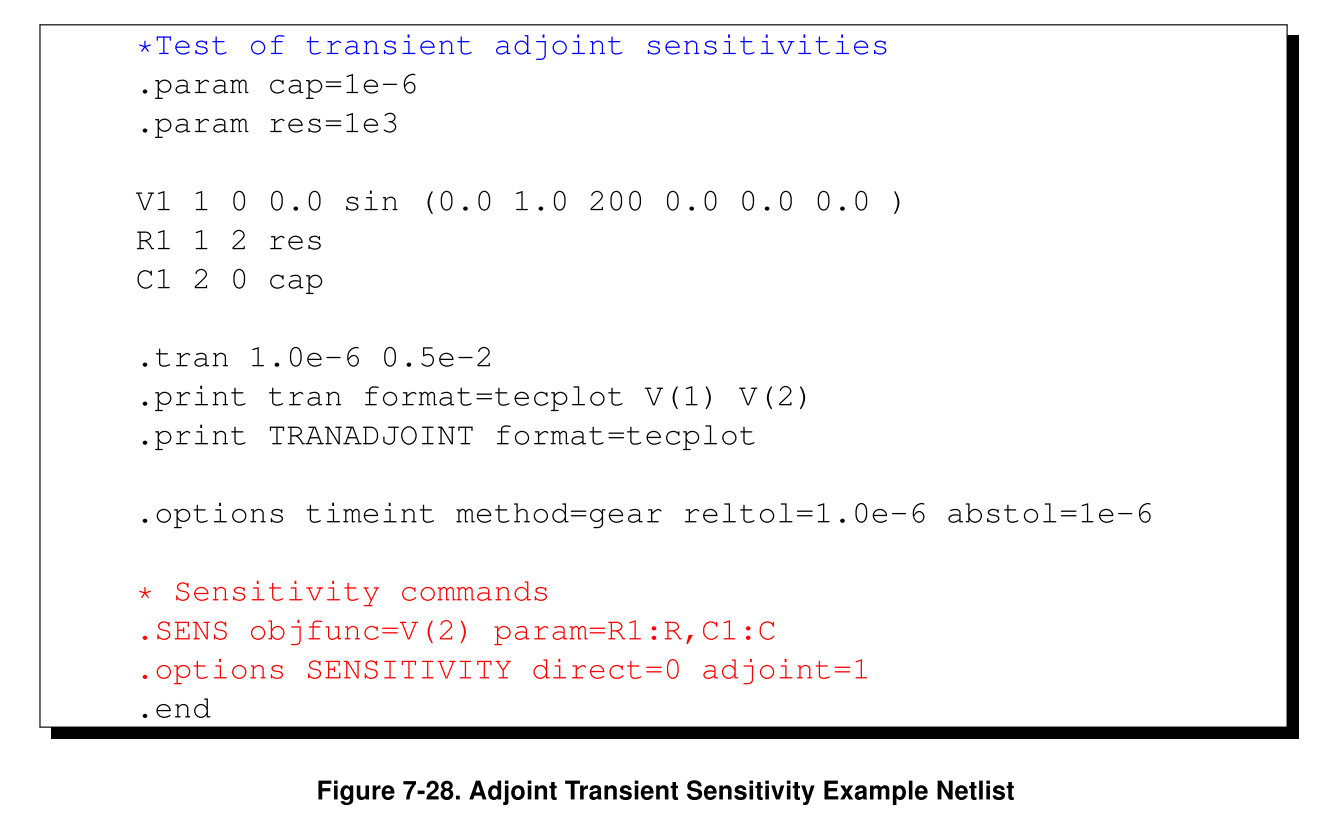 *Test of transient adjoint sensitivities
.param cap=1e-6
.param res=1e3
V1 1 0 0.0 sin (0.0 1.0 200 0.0 0.0 0.0 )
R1 1 2 res
C1 2 0 cap
.tran 1.0e-6 0.5e-2
.print tran format=tecplot V(1) V(2)
.print TRANADJOINT format=tecplot
.options timeint method=gear reltol=1.0e-6 abstol=1e-6
* Sensitivity commands
.SENS objfunc=V(2) param=R1:R,C1:C
.options SENSITIVITY direct=0 adjoint=1
.end
Figure 7-28. Adjoint Transient Sensitivity Example Netlist